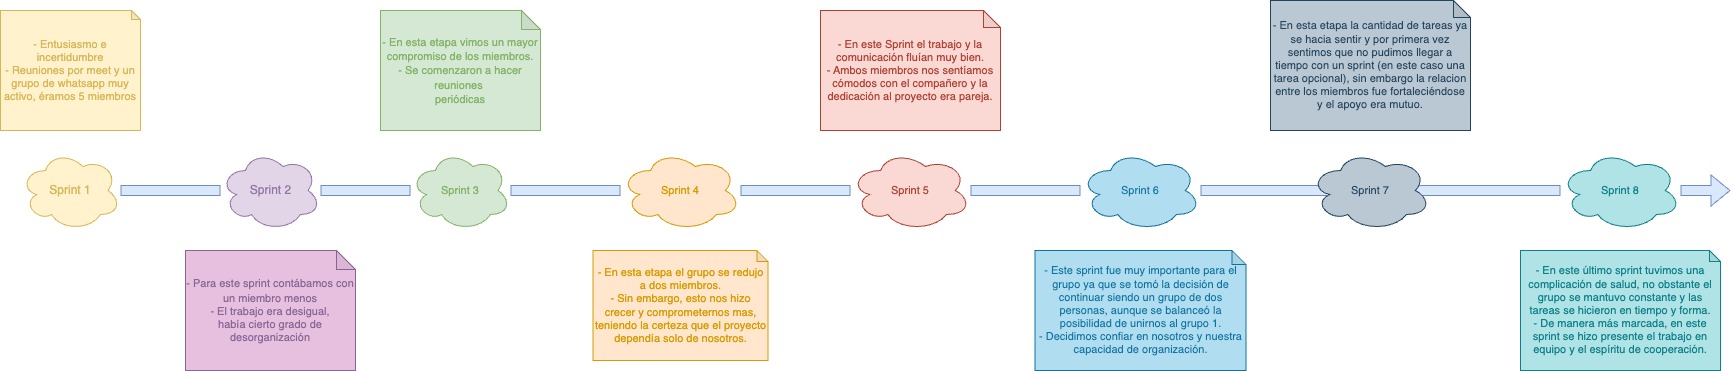 - Entusiasmo e
incertidumbre
- Reuniones por meet y un
grupo de whatsapp muy
activo, éramos 5 miembros
- En esta etapa vimos un mayor
compromiso de los miembros.
- Se comenzaron a hacer
reuniones
periódicas
- En este Sprint el trabajo y la
comunicación fluían muy bien.
- Ambos miembros nos sentíamos
cómodos con el compañero y la
dedicación al proyecto era pareja.
- En esta etapa la cantidad de tareas ya
se hacia sentir y por primera vez
sentimos que no pudimos llegar a
tiempo con un sprint (en este caso una
tarea opcional), sin embargo la relacion
entre los miembros fue fortaleciéndose
y el apoyo era mutuo.
Sprint 1
Sprint 2
Sprint 3
Sprint 4
Sprint 5
Sprint 6
Sprint 7
Sprint 8
- Para este sprint contábamos con
un miembro menos
- El trabajo era desigual,
había cierto grado de
desorganización
- En esta etapa el grupo se redujo
a dos miembros.
- Sin embargo, esto nos hizo
crecer y comprometernos mas,
teniendo la certeza que el proyecto
dependía solo de nosotros.
- Este sprint fue muy importante para el
grupo ya que se tomó la decisión de
continuar siendo un grupo de dos
personas, aunque se balanceó la
posibilidad de unirnos al grupo 1.
- Decidimos confiar en nosotros y nuestra
capacidad de organización.
- En este último sprint tuvimos una
complicación de salud, no obstante el
grupo se mantuvo constante y las
tareas se hicieron en tiempo y forma.
- De manera más marcada, en este
sprint se hizo presente el trabajo en
equipo y el espíritu de cooperación.